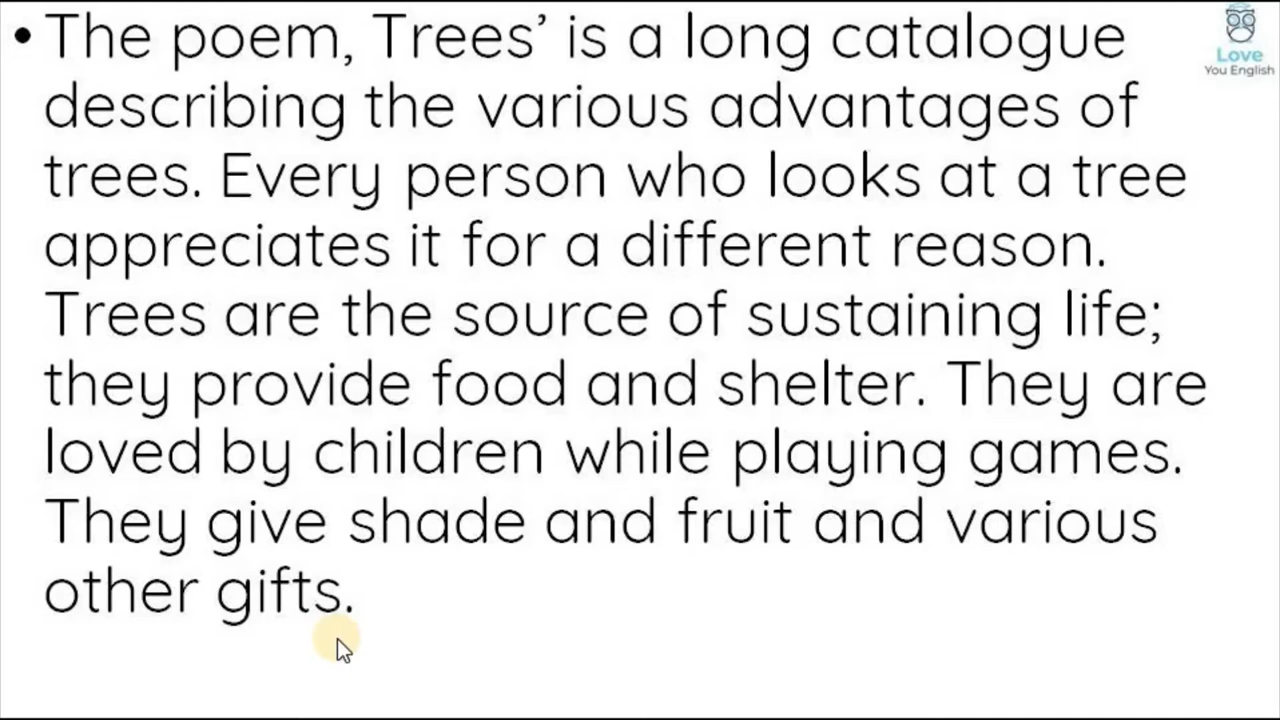 • The poem, Trees’ is a long catalogue
describing the various advantages of
trees. Every person who looks at a tree
appreciates it for a different reason.
Trees are the source of sustaining life;
they provide food and shelter. They are
loved by children while playing games.
They give shade and fruit and various
other gifts.
Love
You English